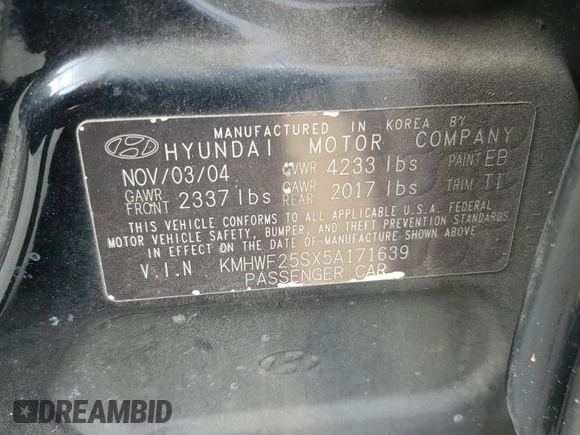 MANUFACTURED IN KOREA BY
HYUNDAI MOTOR COMPANY
NOV/03/04 GVWR 4233 lbs PAINT EB
GAWR FRONT 2337 lbs GAWR REAR 2017 lbs TRIM TI
THIS VEHICLE CONFORMS TO ALL APPLICABLE U.S.A. FEDERAL
MOTOR VEHICLE SAFETY, BUMPER, AND THEFT PREVENTION STANDARDS
IN EFFECT ON THE DATE OF MANUFACTURE SHOWN ABOVE.
V.I.N KMHWF25SX5A171639
PASSENGER CAR
DREAMBID